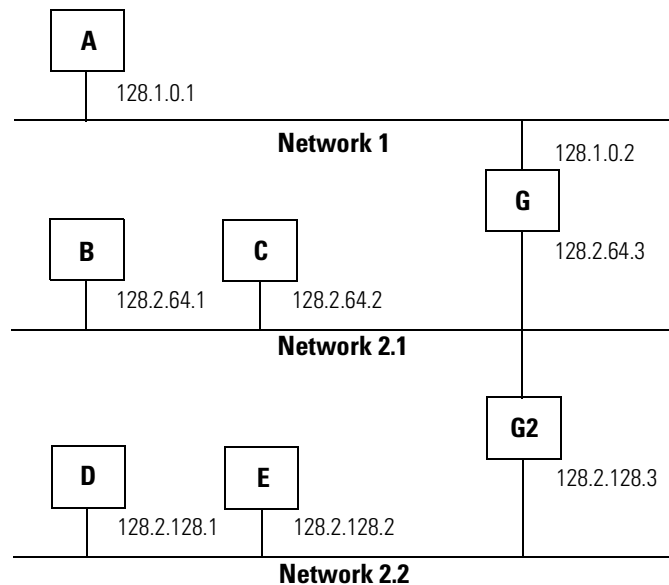 A
128.1.0.1
Network 1
128.1.0.2
G
128.2.64.3
B
C
128.2.64.1
128.2.64.2
Network 2.1
G2
128.2.128.3
D
E
128.2.128.1
128.2.128.2
Network 2.2